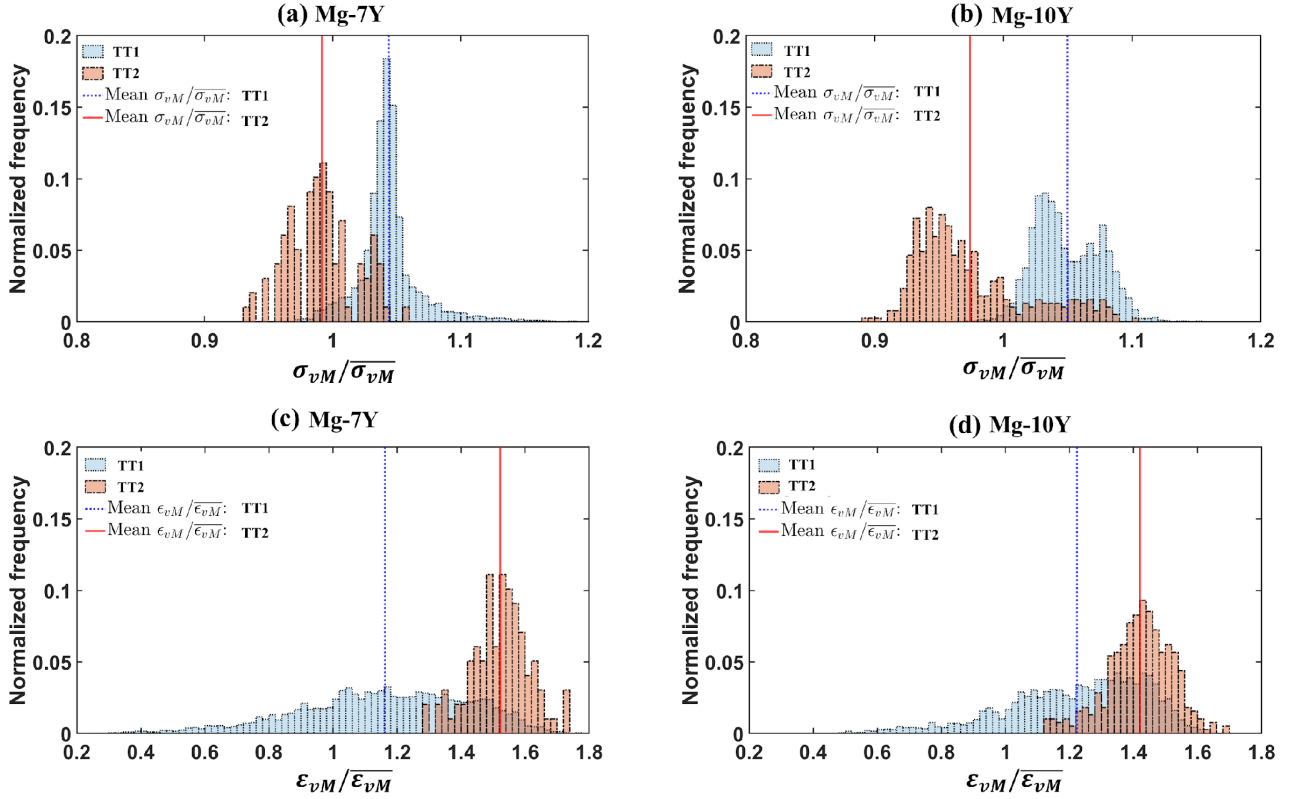 (a) Mg-7Y
0.2
0.15
0.1
0.05
0
Normalized frequency
TT1
TT2
Mean σvM/σvM: TT1
Mean σvM/σvM: TT2
0.8 0.9 1 1.1 1.2
σvM/σvM
(b) Mg-10Y
0.2
0.15
0.1
0.05
0
Normalized frequency
TT1
TT2
Mean σvM/σvM: TT1
Mean σvM/σvM: TT2
0.8 0.9 1 1.1 1.2
σvM/σvM
(c) Mg-7Y
0.2
0.15
0.1
0.05
0
Normalized frequency
TT1
TT2
Mean ϵvM/ϵvM: TT1
Mean ϵvM/ϵvM: TT2
0.2 0.4 0.6 0.8 1 1.2 1.4 1.6 1.8
εvM/εvM
(d) Mg-10Y
0.2
0.15
0.1
0.05
0
Normalized frequency
TT1
TT2
Mean ϵvM/ϵvM: TT1
Mean ϵvM/ϵvM: TT2
0.2 0.4 0.6 0.8 1 1.2 1.4 1.6 1.8
εvM/εvM